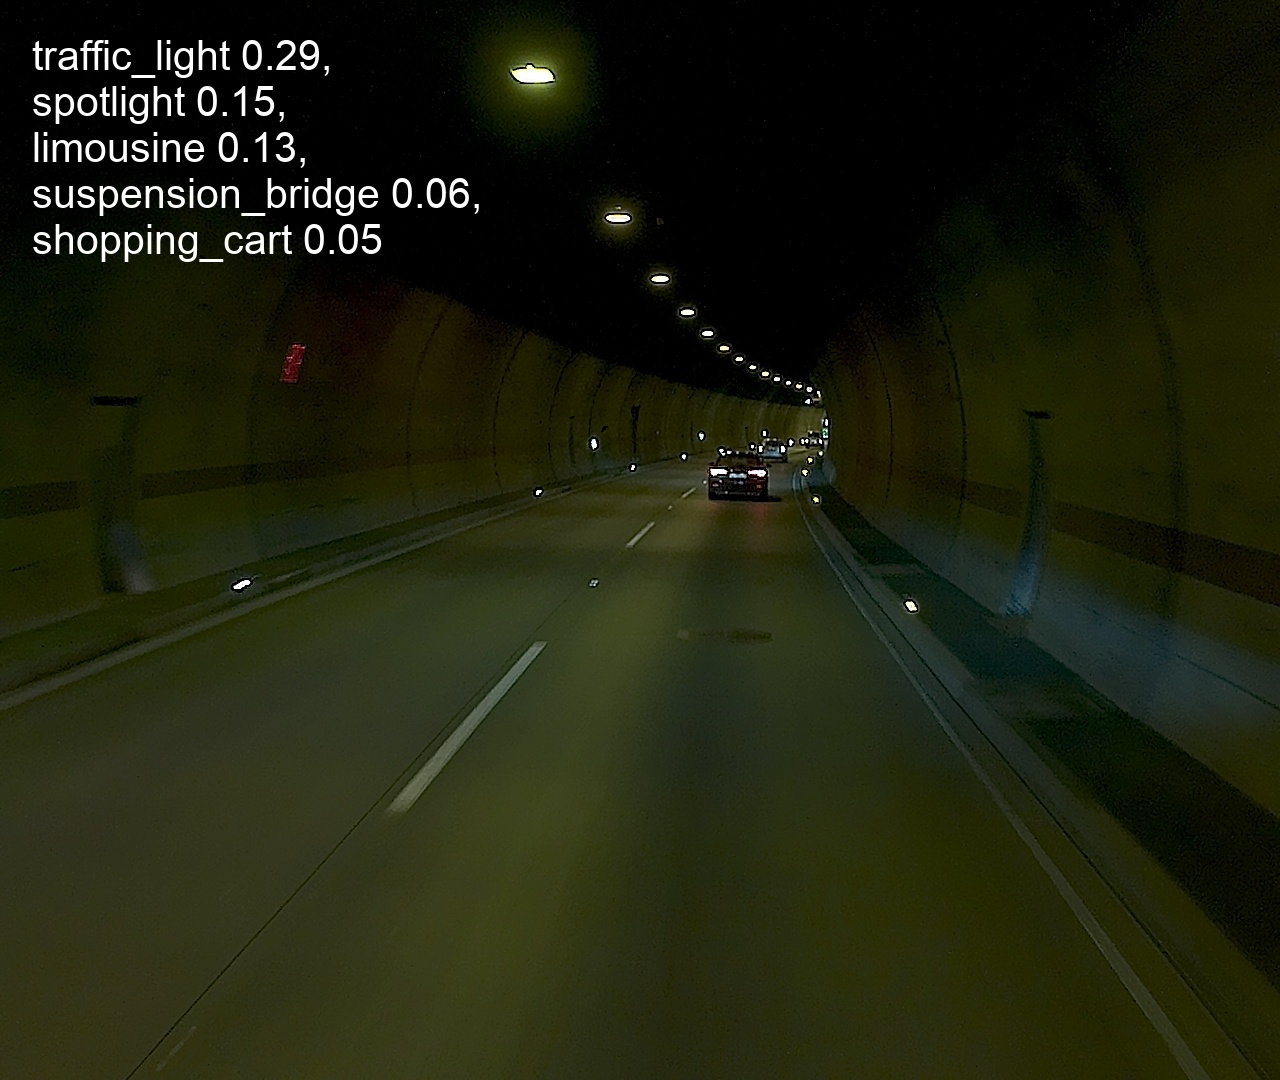 traffic_light 0.29,
spotlight 0.15,
limousine 0.13,
suspension_bridge 0.06,
shopping_cart 0.05